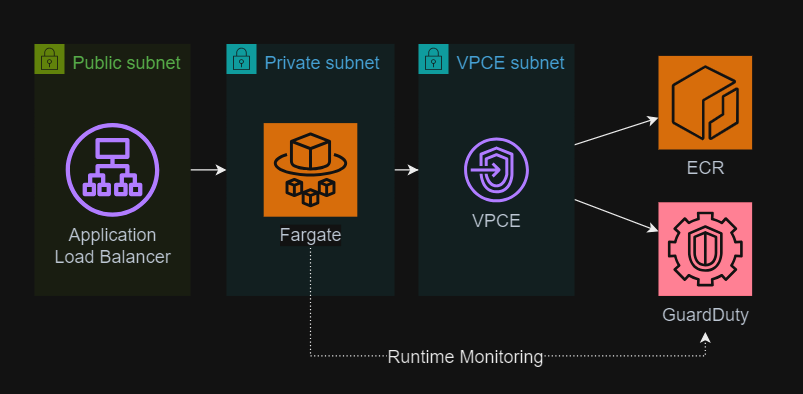 Public subnet
Private subnet
VPCE subnet
Application
Load Balancer
Fargate
VPCE
ECR
GuardDuty
Runtime Monitoring